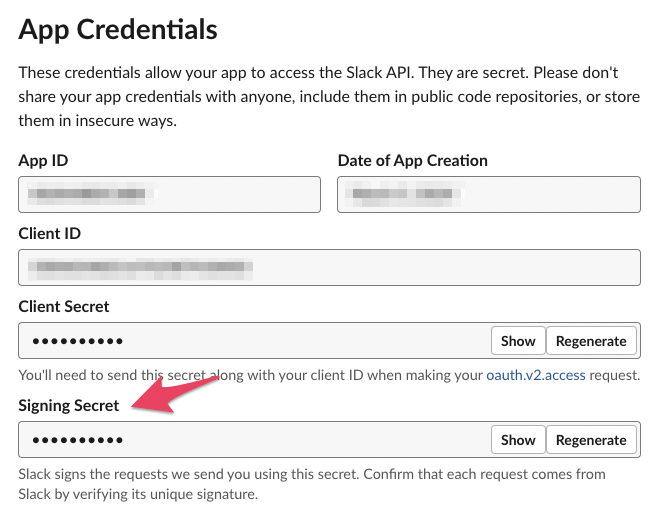 App Credentials
These credentials allow your app to access the Slack API. They are secret. Please don't
share your app credentials with anyone, include them in public code repositories, or store
them in insecure ways.
App ID
Date of App Creation
Client ID
Client Secret
••••••••••
Show
Regenerate
You'll need to send this secret along with your client ID when making your oauth.v2.access request.
Signing Secret
••••••••••
Show
Regenerate
Slack signs the requests we send you using this secret. Confirm that each request comes from
Slack by verifying its unique signature.